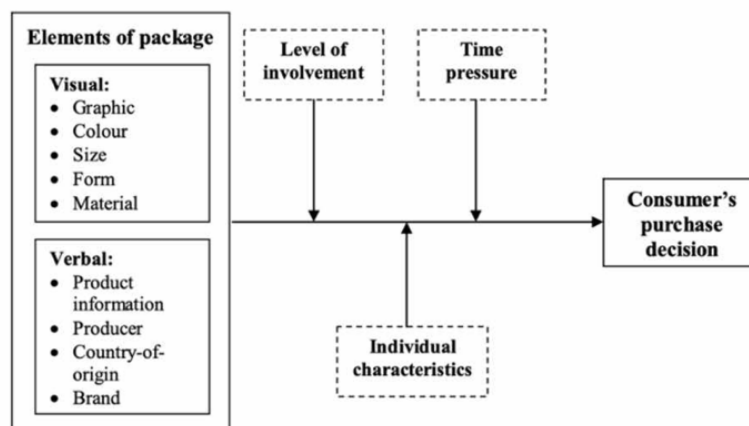 Elements of package
Visual:
• Graphic
• Colour
• Size
• Form
• Material
Verbal:
• Product
information
• Producer
• Country-of-
origin
• Brand
Level of
involvement
Time
pressure
Individual
characteristics
Consumer's
purchase
decision